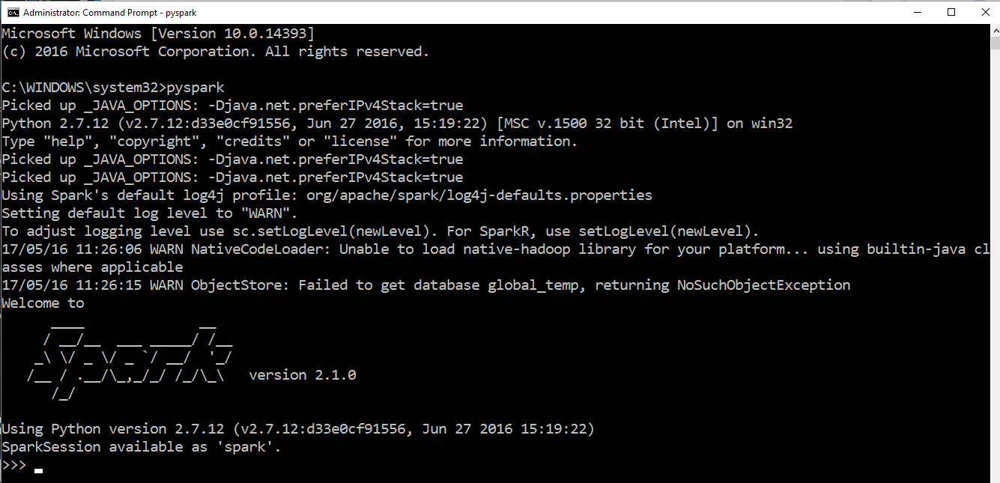 Administrator: Command Prompt - pyspark
Microsoft Windows [Version 10.0.14393]
(c) 2016 Microsoft Corporation. All rights reserved.
C:\WINDOWS\system32>pyspark
Picked up _JAVA_OPTIONS: -Djava.net.preferIPv4Stack=true
Python 2.7.12 (v2.7.12:d33e0cf91556, Jun 27 2016, 15:19:22) [MSC v.1500 32 bit (Intel)] on win32
Type "help", "copyright", "credits" or "license" for more information.
Picked up _JAVA_OPTIONS: -Djava.net.preferIPv4Stack=true
Picked up _JAVA_OPTIONS: -Djava.net.preferIPv4Stack=true
Using Spark's default log4j profile: org/apache/spark/log4j-defaults.properties
Setting default log level to "WARN".
To adjust logging level use sc.setLogLevel(newLevel). For SparkR, use setLogLevel(newLevel).
17/05/16 11:26:06 WARN NativeCodeLoader: Unable to load native-hadoop library for your platform... using builtin-java cl
asses where applicable
17/05/16 11:26:15 WARN ObjectStore: Failed to get database global_temp, returning NoSuchObjectException
Welcome to
      ____              __
     / __/__  ___ _____/ /__
    _\ \/ _ \/ _ `/ __/  '_/
   /__ / .__/\_,_/_/ /_/\_\   version 2.1.0
      /_/
Using Python version 2.7.12 (v2.7.12:d33e0cf91556, Jun 27 2016 15:19:22)
SparkSession available as 'spark'.
>>> _